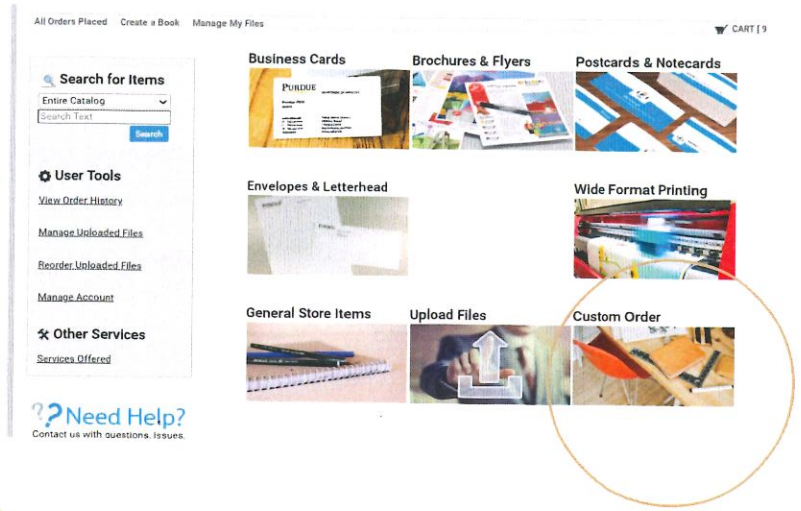 All Orders Placed Create a Book Manage My Files
CART [ 9
Search for Items
Entire Catalog
Search Text
Search
User Tools
View Order History
Manage Uploaded Files
Reorder Uploaded Files
Manage Account
Other Services
Services Offered
??Need Help?
Contact us with questions. Issues.
Business Cards
PURDUE
Brochures & Flyers
Postcards & Notecards
Envelopes & Letterhead
Wide Format Printing
General Store Items
Upload Files
Custom Order